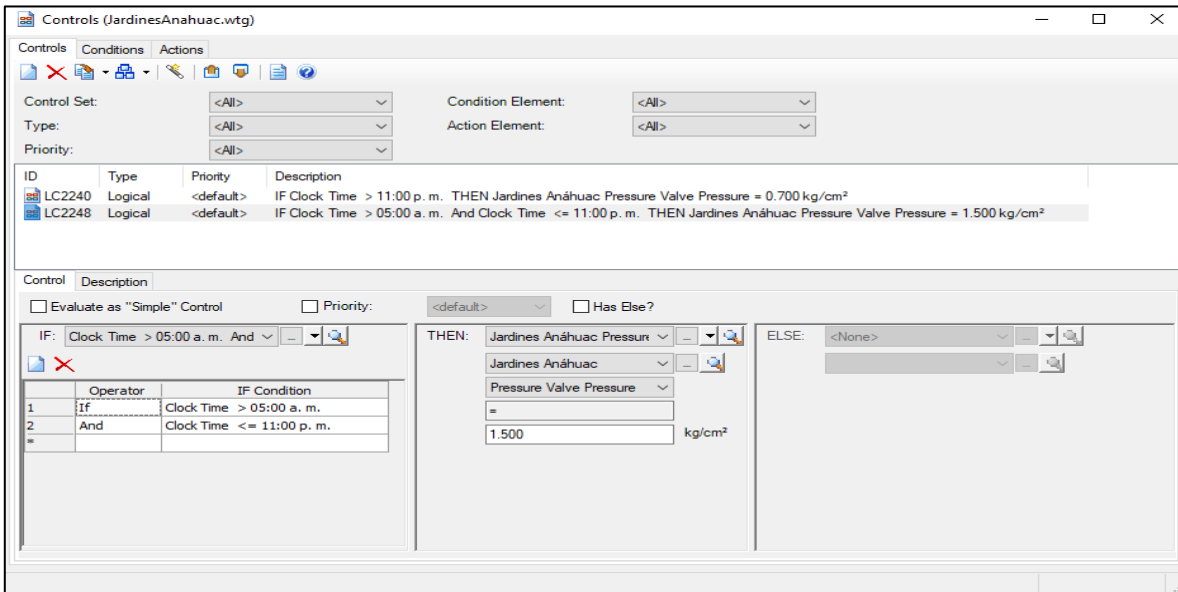 Controls (JardinesAnahuac.wtg)
Controls Conditions Actions
Control Set: <All> Condition Element: <All>
Type: <All> Action Element: <All>
Priority: <All>
ID Type Priority Description
LC2240 Logical <default> IF Clock Time > 11:00 p. m. THEN Jardines Anáhuac Pressure Valve Pressure = 0.700 kg/cm²
LC2248 Logical <default> IF Clock Time > 05:00 a. m. And Clock Time <= 11:00 p. m. THEN Jardines Anáhuac Pressure Valve Pressure = 1.500 kg/cm²
Control Description
Evaluate as "Simple" Control Priority: <default> Has Else?
IF: Clock Time > 05:00 a. m. And ... THEN: Jardines Anáhuac Pressure ... ELSE: <None> ...
Jardines Anáhuac ... ...
Operator IF Condition Pressure Valve Pressure
1 If Clock Time > 05:00 a. m. =
2 And Clock Time <= 11:00 p. m. 1.500 kg/cm²
*